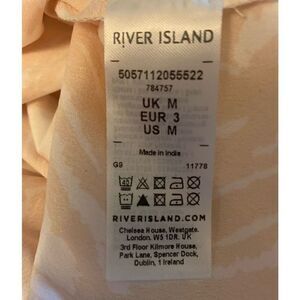 RIVER ISLAND
5057112055522
784757
UK M
EUR 3
US M
Made in India
G9 11778
RIVERISLAND.COM
Chelsea House, Westgate.
London. W5 1DR. UK
3rd Floor Kilmore House,
Park Lane, Spencer Dock,
Dublin, 1 Ireland